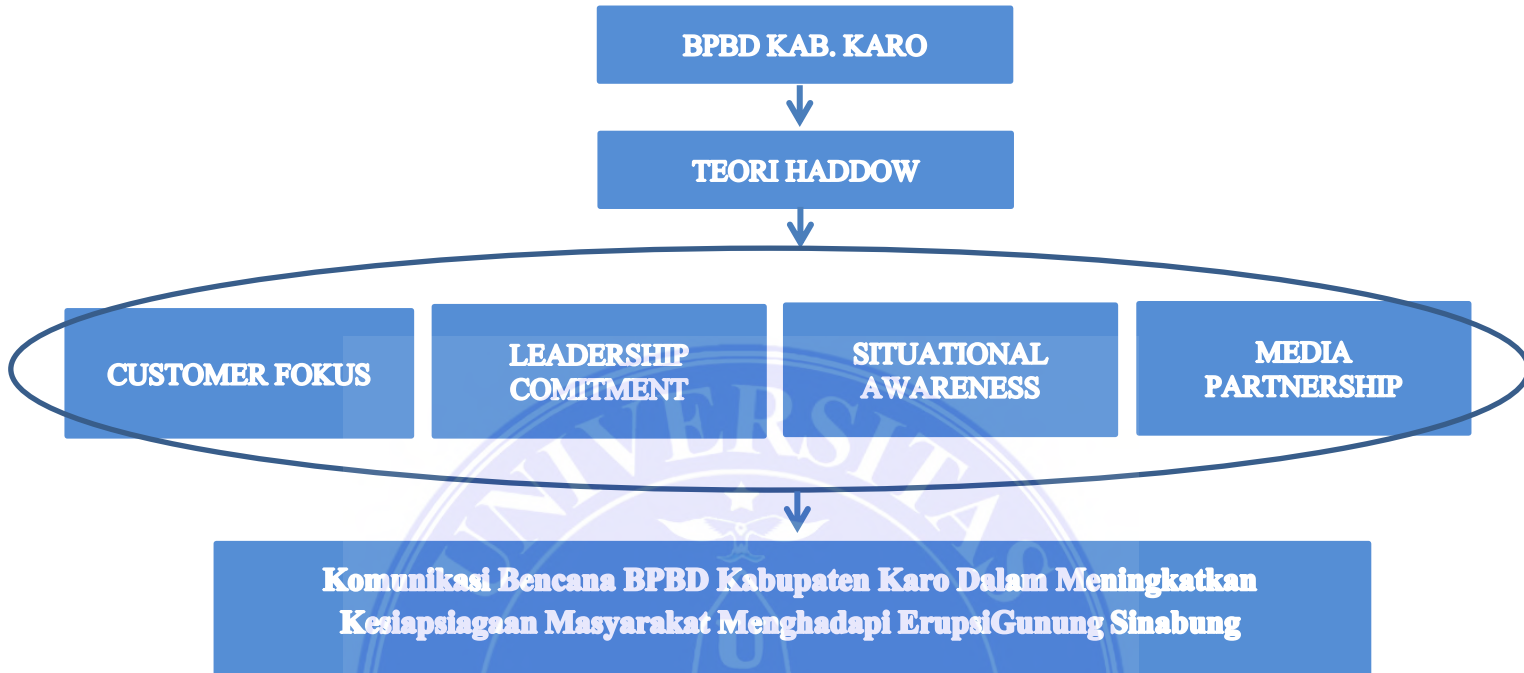 BPBD KAB. KARO
TEORI HADDOW
CUSTOMER FOKUS
LEADERSHIP
COMITMENT
SITUATIONAL
AWARENESS
MEDIA
PARTNERSHIP
UNIVERSITAS
Komunikasi Bencana BPBD Kabupaten Karo Dalam Meningkatkan
Kesiapsiagaan Masyarakat Menghadapi ErupsiGunung Sinabung
U